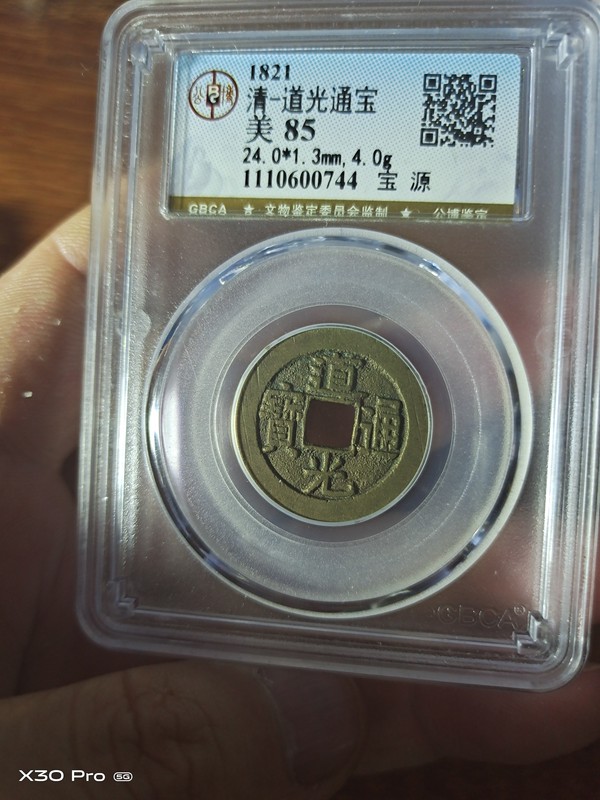 1821
清-道光通宝
美 85
24.0*1.3mm, 4.0g
1110600744 宝 源
GBCA ★ 文物鉴定委员会监制 ★ 公博鉴定
道光通寶
GBCA
X30 Pro 5G